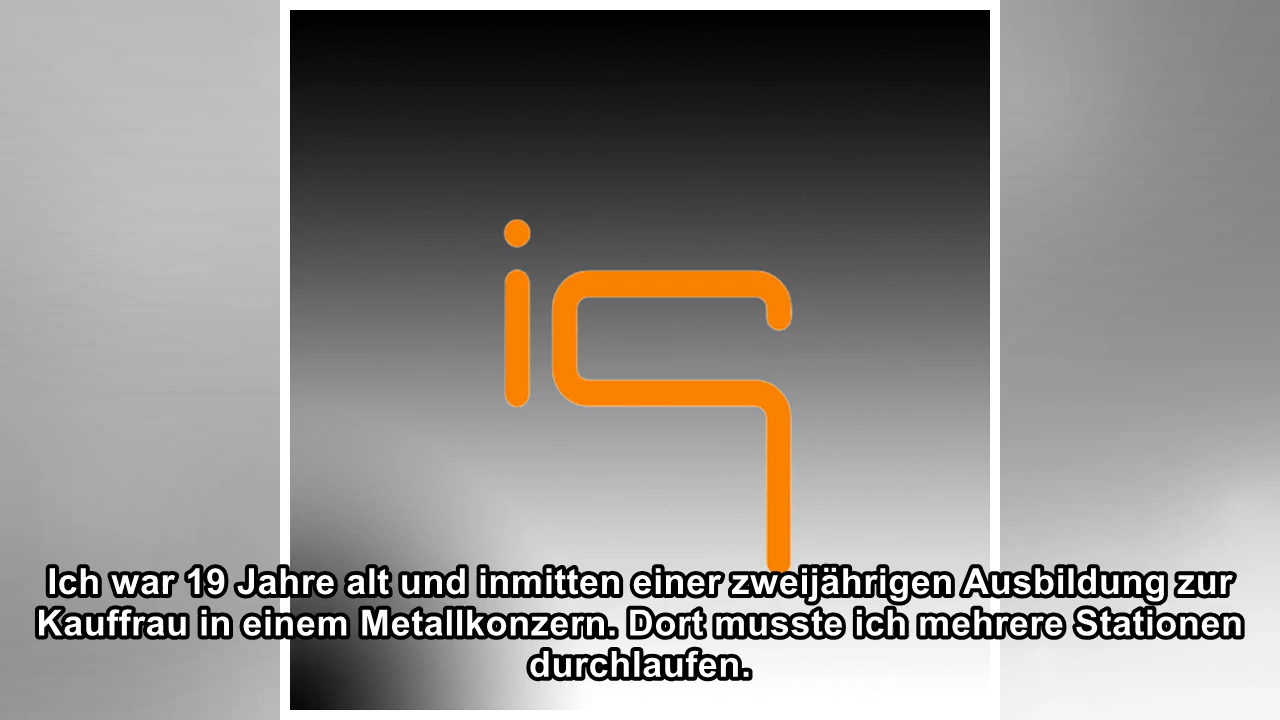 iq
Ich war 19 Jahre alt und inmitten einer zweijährigen Ausbildung zur
Kauffrau in einem Metallkonzern. Dort musste ich mehrere Stationen
durchlaufen.